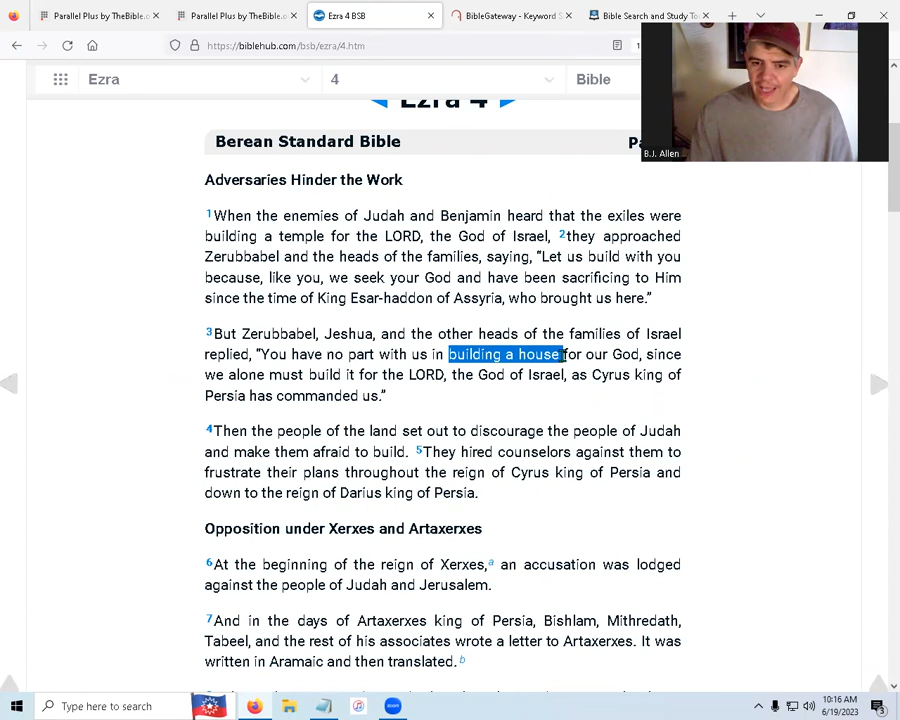 Parallel Plus by TheBible.c
Parallel Plus by TheBible.c
Ezra 4 BSB
BibleGateway - Keyword S
Bible Search and Study To
https://biblehub.com/bsb/ezra/4.htm
Ezra
4
Bible
Ezra 4
Berean Standard Bible
B.J. Allen
Adversaries Hinder the Work
1When the enemies of Judah and Benjamin heard that the exiles were
building a temple for the LORD, the God of Israel, 2they approached
Zerubbabel and the heads of the families, saying, “Let us build with you
because, like you, we seek your God and have been sacrificing to Him
since the time of King Esar-haddon of Assyria, who brought us here.”
3But Zerubbabel, Jeshua, and the other heads of the families of Israel
replied, “You have no part with us in building a house for our God, since
we alone must build it for the LORD, the God of Israel, as Cyrus king of
Persia has commanded us.”
4Then the people of the land set out to discourage the people of Judah
and make them afraid to build. 5They hired counselors against them to
frustrate their plans throughout the reign of Cyrus king of Persia and
down to the reign of Darius king of Persia.
Opposition under Xerxes and Artaxerxes
6At the beginning of the reign of Xerxes,a an accusation was lodged
against the people of Judah and Jerusalem.
7And in the days of Artaxerxes king of Persia, Bishlam, Mithredath,
Tabeel, and the rest of his associates wrote a letter to Artaxerxes. It was
written in Aramaic and then translated.b
Type here to search
10:16 AM
6/19/2023
3